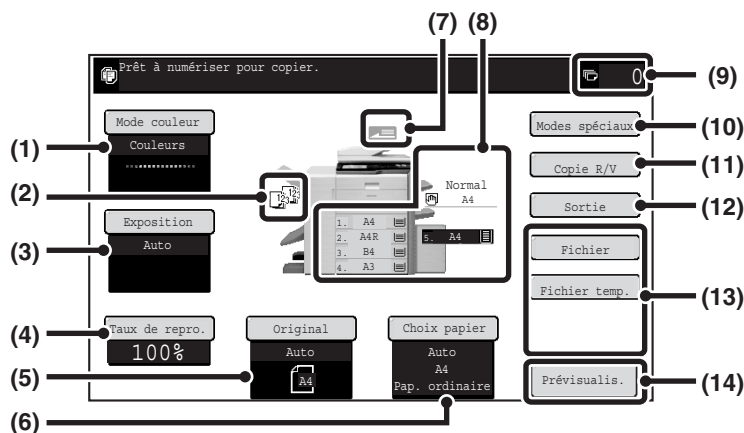 (7)
(8)
Prêt à numériser pour copier.
0
(9)
Mode couleur
Couleurs
(1)
(2)
123
123
Normal
A4
Modes spéciaux
(10)
Copie R/V
(11)
Sortie
(12)
Exposition
Auto
(3)
1. A4
2. A4R
3. B4
4. A3
5. A4
Fichier
Fichier temp.
(13)
Taux de repro.
100%
(4)
Original
Auto
A4
(5)
Choix papier
Auto
A4
Pap. ordinaire
(6)
Prévisualis.
(14)